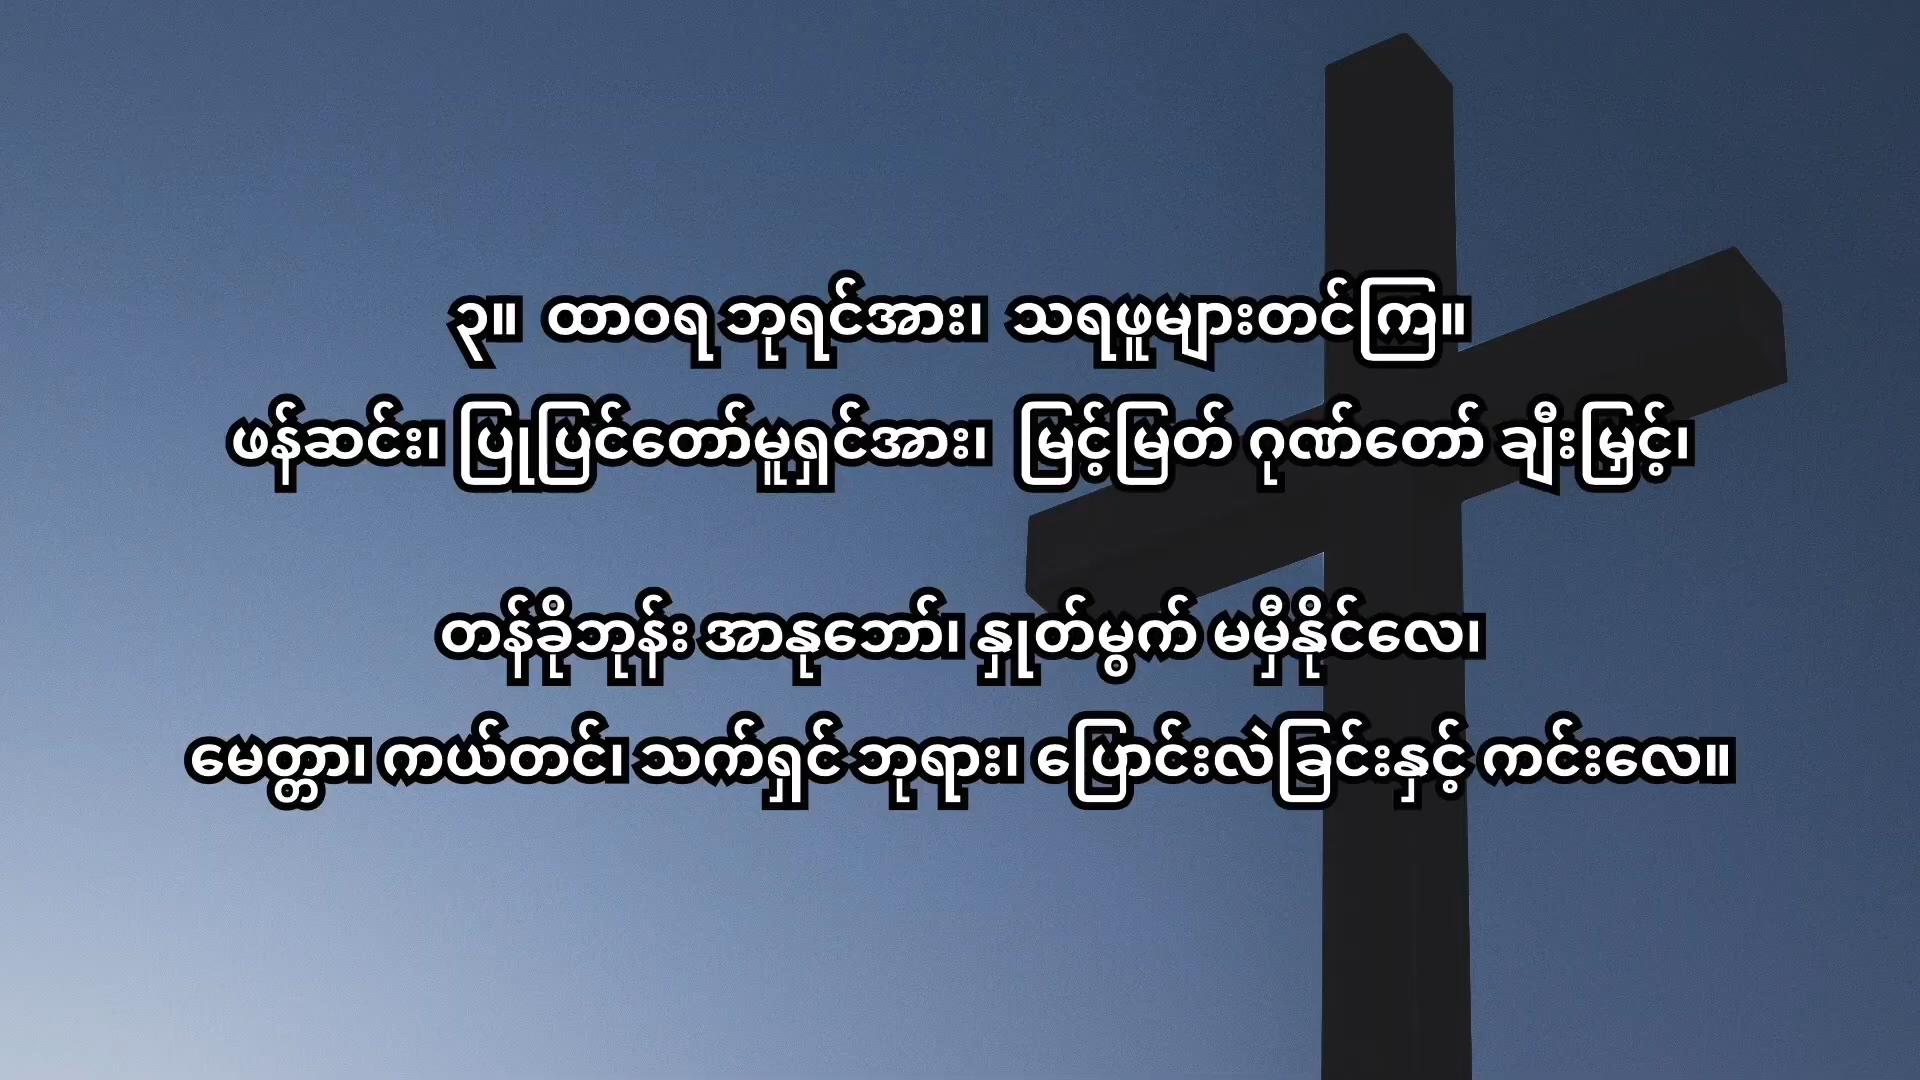 ၃။ ထာဝရ ဘုရင်အား၊ သရဖူများတင်ကြ။
ဖန်ဆင်း၊ ပြုပြင်တော်မူရှင်အား၊ မြင့်မြတ် ဂုဏ်တော် ချီးမြှင့်၊
တန်ခိုဘုန်း အာနုဘော်၊ နှုတ်မွက် မမှီနိုင်လေ၊
မေတ္တာ၊ ကယ်တင်၊ သက်ရှင် ဘုရား၊ ပြောင်းလဲခြင်းနှင့် ကင်းလေ။